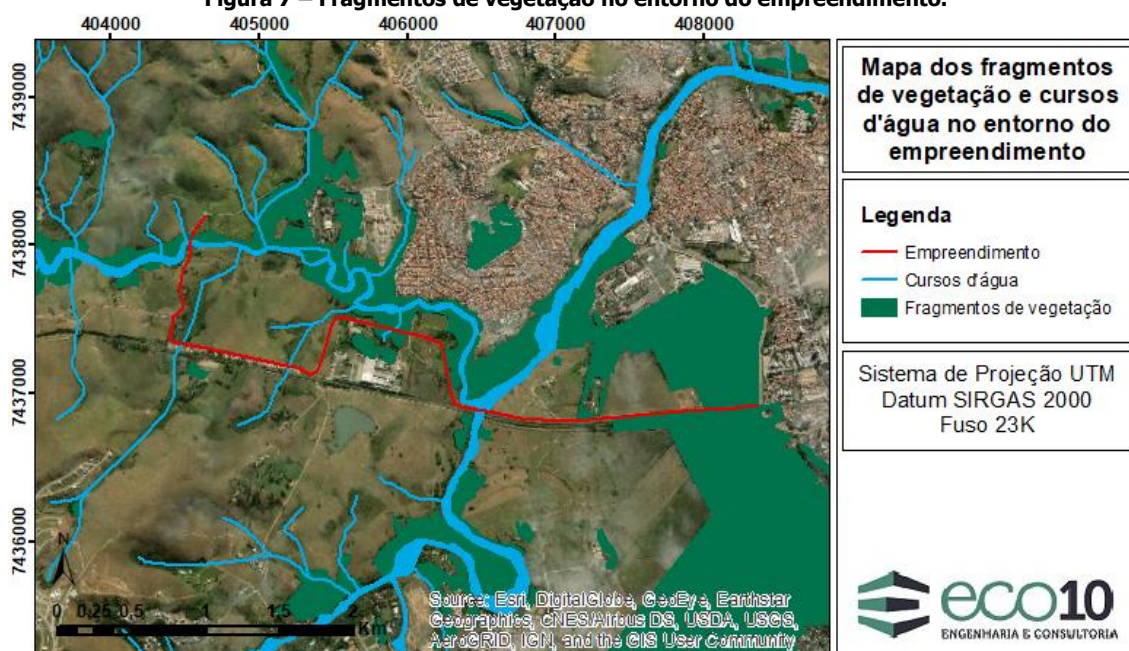 Figura 7 – Fragmentos de vegetação no entorno do empreendimento.
404000 405000 406000 407000 408000
7439000
7438000
7437000
7436000
Mapa dos fragmentos
de vegetação e cursos
d'água no entorno do
empreendimento
Legenda
Empreendimento
Cursos d'água
Fragmentos de vegetação
Sistema de Projeção UTM
Datum SIRGAS 2000
Fuso 23K
N
0 0,25 0,5 1 1,5 2
Km
Source: Esri, DigitalGlobe, GeoEye, Earthstar
Geographics, CNES/Airbus DS, USDA, USGS,
AeroGRID, IGN, and the GIS User Community
eco10
ENGENHARIA E CONSULTORIA